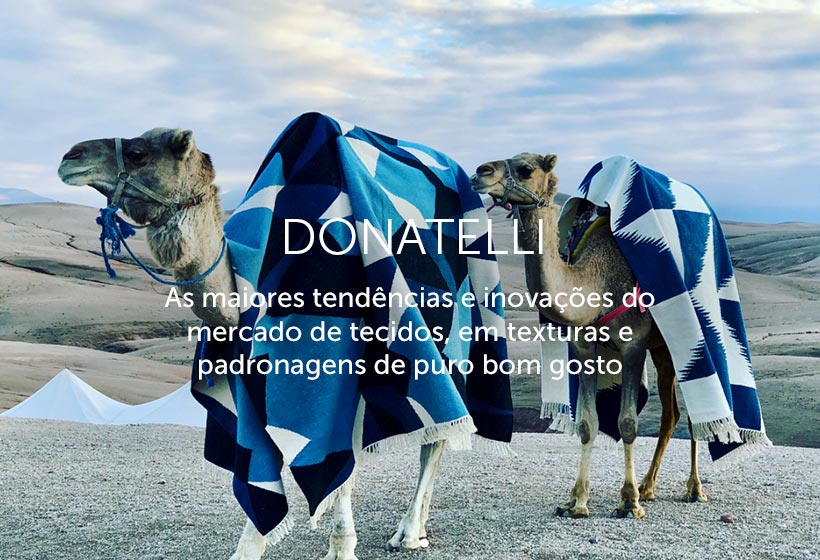 DONATELLI
As maiores tendências e inovações do
mercado de tecidos, em texturas e
padronagens de puro bom gosto